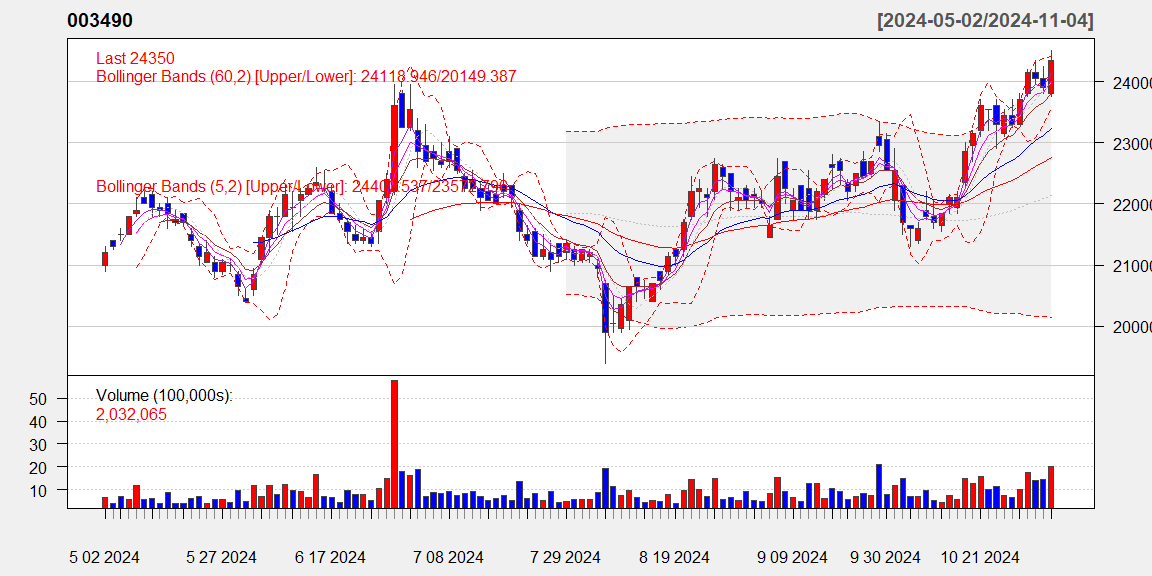 003490 [2024-05-02/2024-11-04]
Last 24350
Bollinger Bands (60,2) [Upper/Lower]: 24118.946/20149.387
Bollinger Bands (5,2) [Upper/Lower]:
24000
23000
22000
21000
20000
Volume (100,000s):
2,032,065
50
40
30
20
10
5 02 2024 5 27 2024 6 17 2024 7 08 2024 7 29 2024 8 19 2024 9 09 2024 9 30 2024 10 21 2024